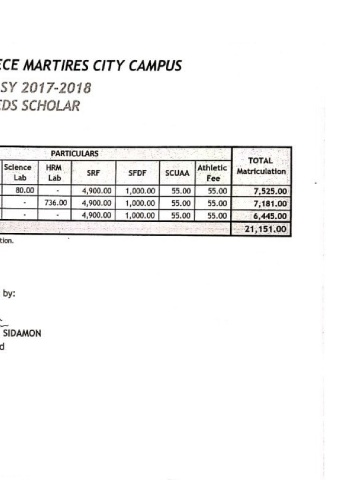 ECE MARTIRES CITY CAMPUS
SY 2017-2018
EDS SCHOLAR
PARTICULARS TOTAL Matriculation
Science Lab HRM Lab SRF SFDF SCUAA Athletic Fee
80.00 - 4,900.00 1,000.00 55.00 55.00 7,525.00
- 736.00 4,900.00 1,000.00 55.00 55.00 7,181.00
- - 4,900.00 1,000.00 55.00 55.00 6,445.00
21,151.00
tion.
by:
SIDAMON
d